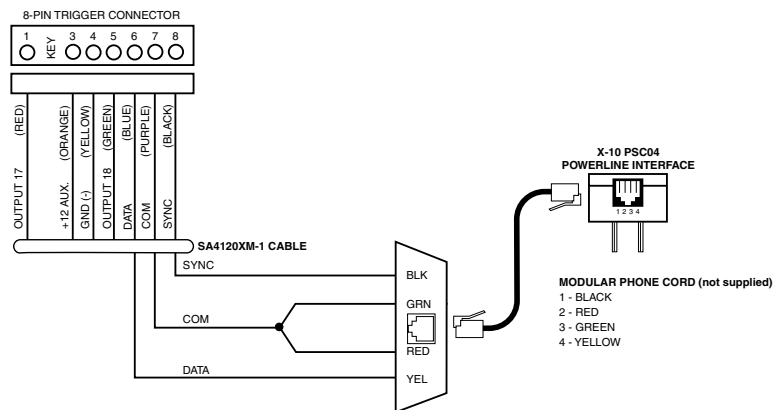 8-PIN TRIGGER CONNECTOR
1 KEY 3 4 5 6 7 8
OUTPUT 17 (RED)
+12 AUX. (ORANGE)
GND (-) (YELLOW)
OUTPUT 18 (GREEN)
DATA (BLUE)
COM (PURPLE)
SYNC (BLACK)
SA4120XM-1 CABLE
SYNC
COM
DATA
BLK
GRN
RED
YEL
X-10 PSC04
POWERLINE INTERFACE
1 2 3 4
MODULAR PHONE CORD (not supplied)
1 - BLACK
2 - RED
3 - GREEN
4 - YELLOW